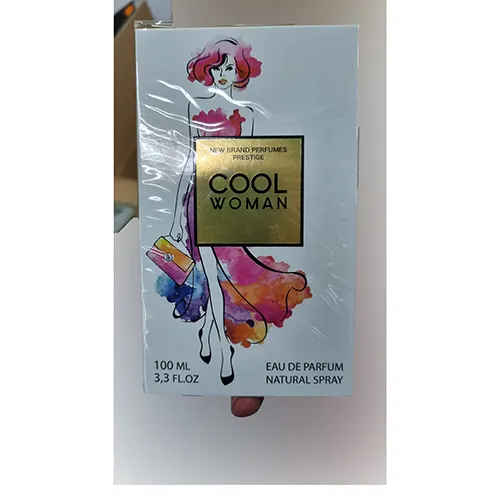 NEW BRAND PERFUMES
PRESTIGE
COOL
WOMAN
100 ML
3,3 FL.OZ
EAU DE PARFUM
NATURAL SPRAY